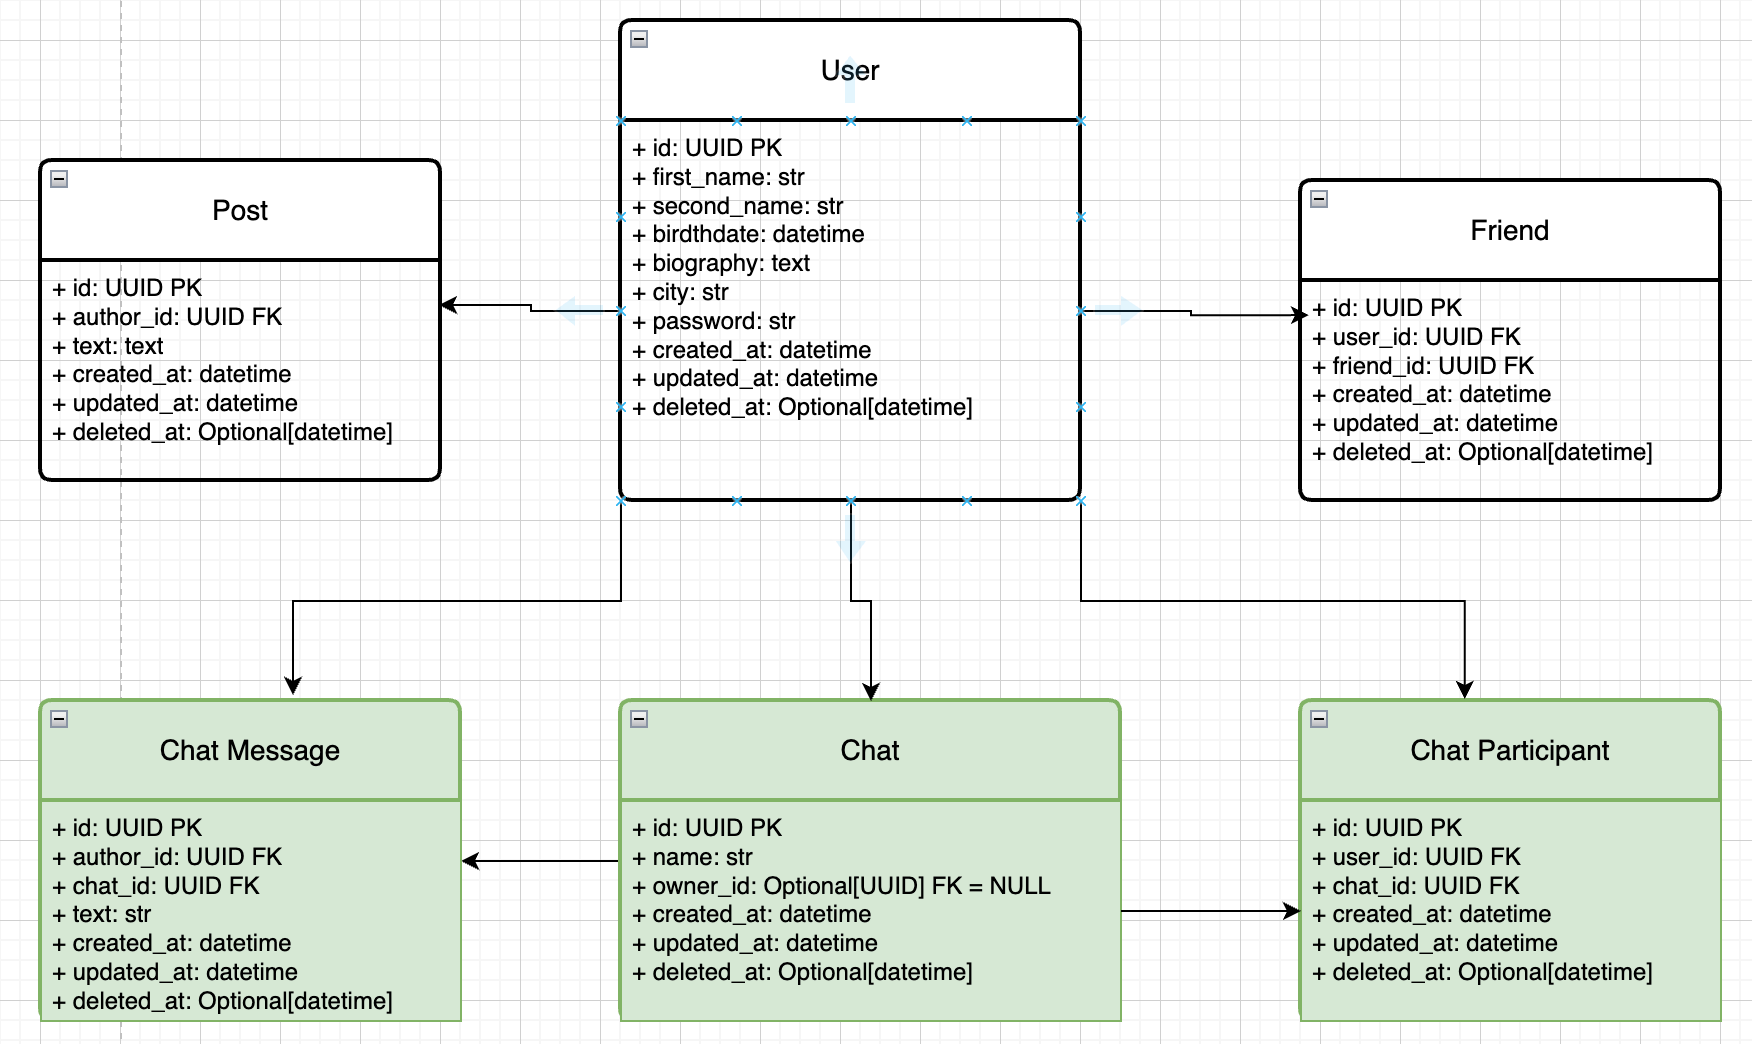 User
+ id: UUID PK
+ first_name: str
+ second_name: str
+ birdthdate: datetime
+ biography: text
+ city: str
+ password: str
+ created_at: datetime
+ updated_at: datetime
+ deleted_at: Optional[datetime]
Post
+ id: UUID PK
+ author_id: UUID FK
+ text: text
+ created_at: datetime
+ updated_at: datetime
+ deleted_at: Optional[datetime]
Friend
+ id: UUID PK
+ user_id: UUID FK
+ friend_id: UUID FK
+ created_at: datetime
+ updated_at: datetime
+ deleted_at: Optional[datetime]
Chat Message
+ id: UUID PK
+ author_id: UUID FK
+ chat_id: UUID FK
+ text: str
+ created_at: datetime
+ updated_at: datetime
+ deleted_at: Optional[datetime]
Chat
+ id: UUID PK
+ name: str
+ owner_id: Optional[UUID] FK = NULL
+ created_at: datetime
+ updated_at: datetime
+ deleted_at: Optional[datetime]
Chat Participant
+ id: UUID PK
+ user_id: UUID FK
+ chat_id: UUID FK
+ created_at: datetime
+ updated_at: datetime
+ deleted_at: Optional[datetime]